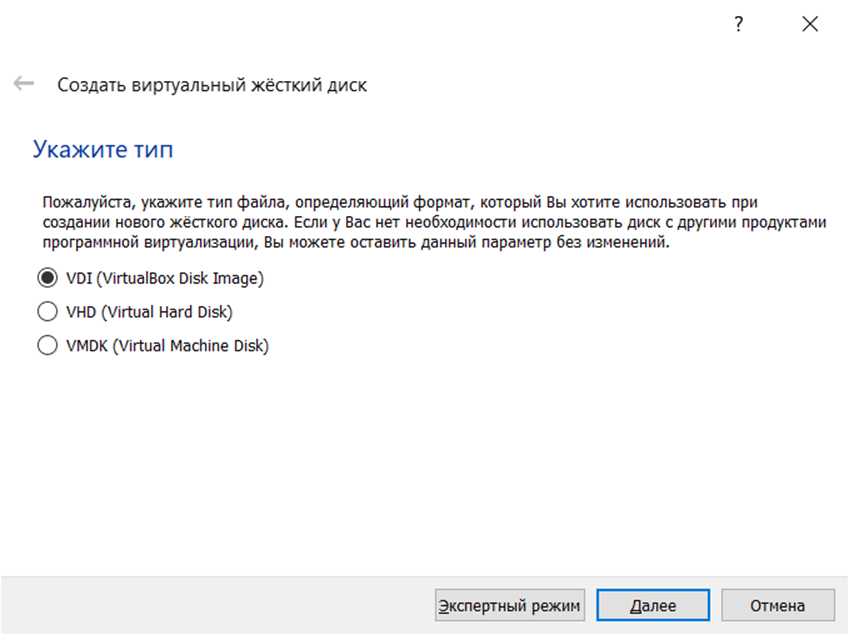 ?
Создать виртуальный жёсткий диск
Укажите тип
Пожалуйста, укажите тип файла, определяющий формат, который Вы хотите использовать при
создании нового жёсткого диска. Если у Вас нет необходимости использовать диск с другими продуктами
программной виртуализации, Вы можете оставить данный параметр без изменений.
VDI (VirtualBox Disk Image)
VHD (Virtual Hard Disk)
VMDK (Virtual Machine Disk)
Экспертный режим Далее Отмена